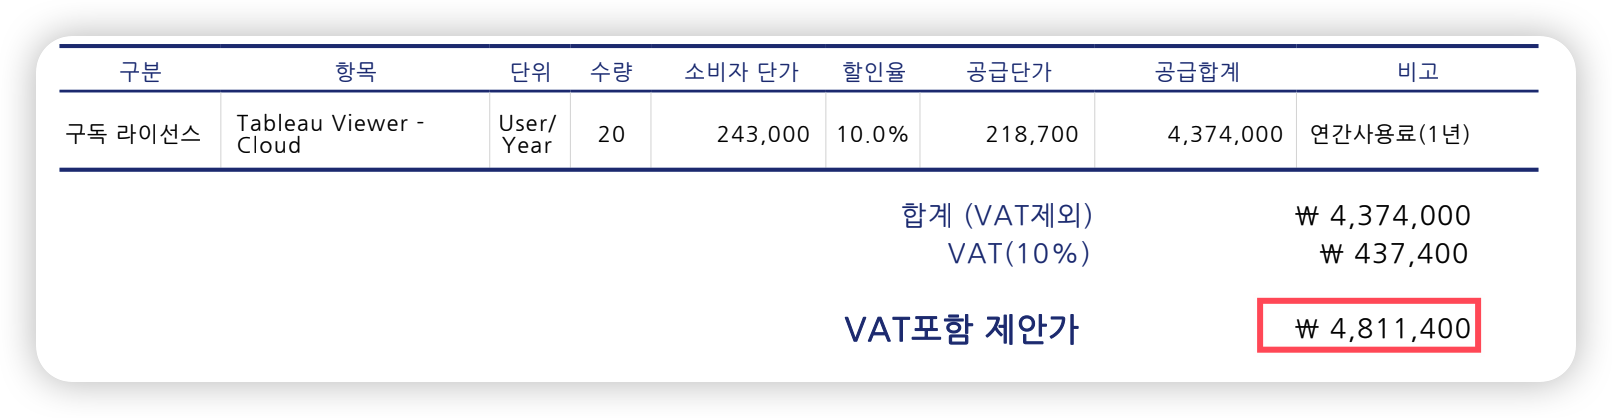 구분 항목 단위 수량 소비자 단가 할인율 공급단가 공급합계 비고
구독 라이선스 Tableau Viewer - Cloud User/ Year 20 243,000 10.0% 218,700 4,374,000 연간사용료(1년)
합계 (VAT제외) ₩ 4,374,000
VAT(10%) ₩ 437,400
VAT포함 제안가 ₩ 4,811,400